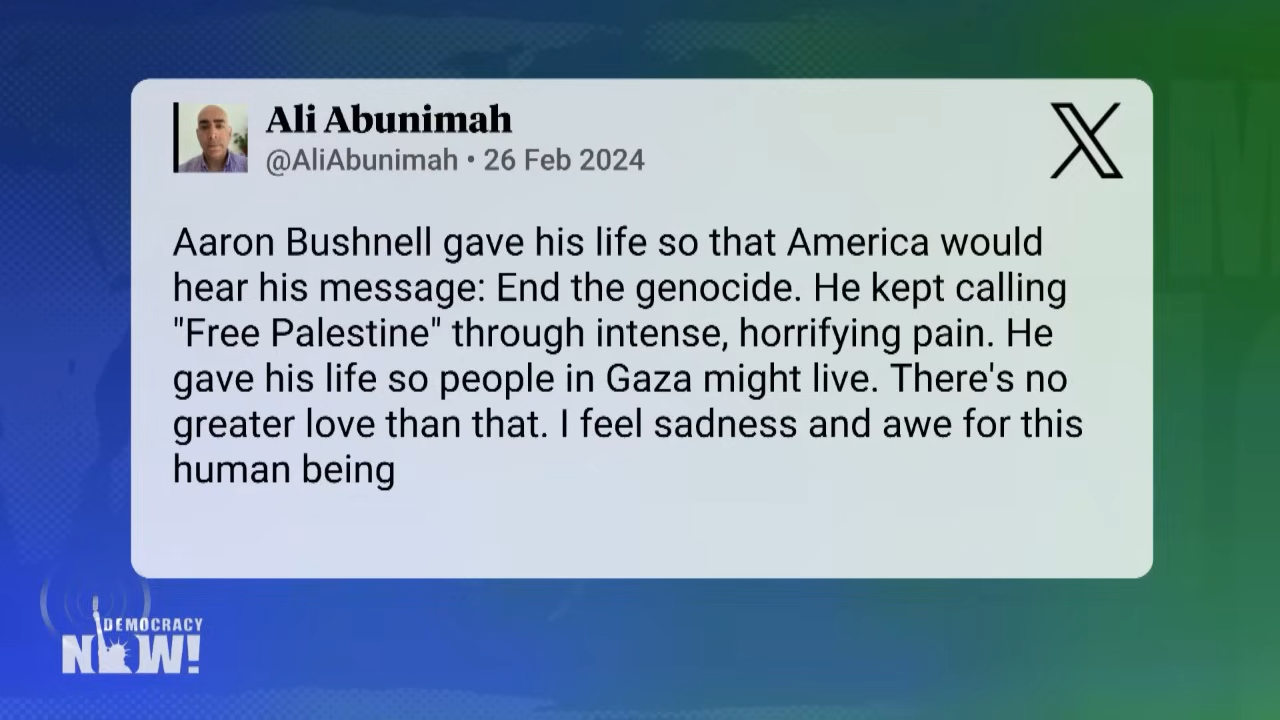 Ali Abunimah
@AliAbunimah • 26 Feb 2024
Aaron Bushnell gave his life so that America would
hear his message: End the genocide. He kept calling
"Free Palestine" through intense, horrifying pain. He
gave his life so people in Gaza might live. There's no
greater love than that. I feel sadness and awe for this
human being
DEMOCRACY
NOW!